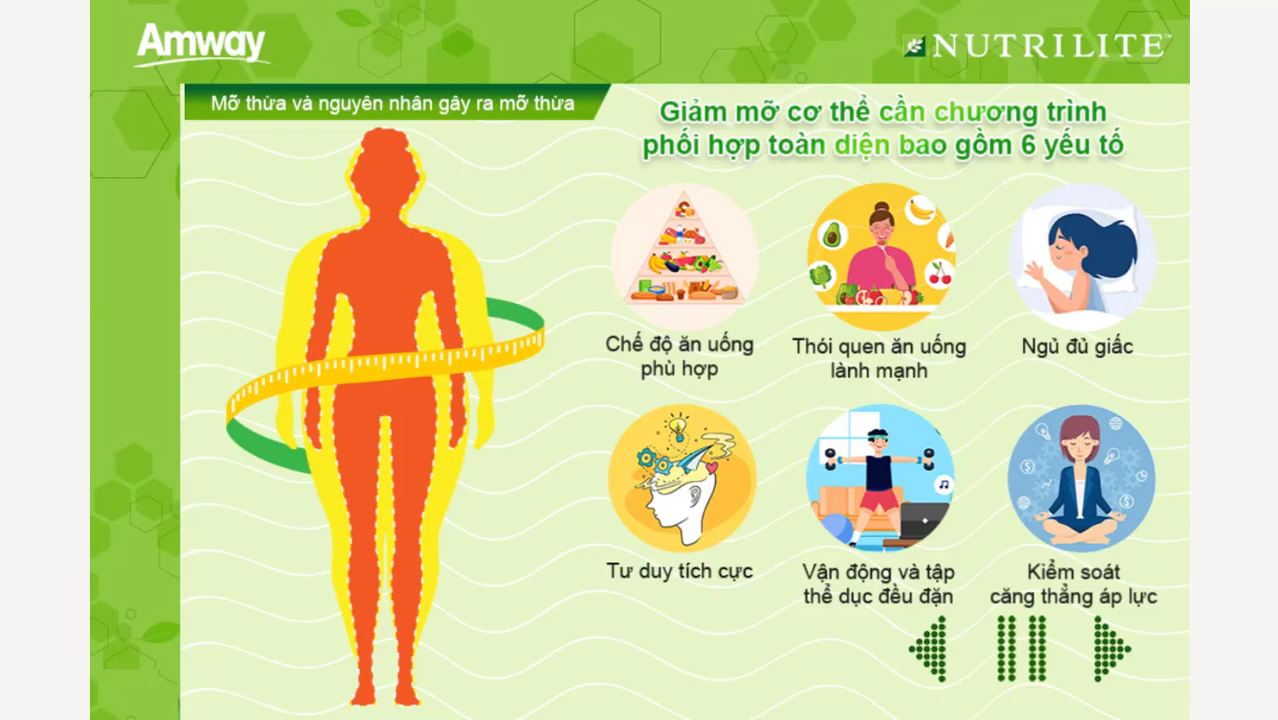 Amway
NUTRILITE™
Mỡ thừa và nguyên nhân gây ra mỡ thừa
Giảm mỡ cơ thể cần chương trình
phối hợp toàn diện bao gồm 6 yếu tố
Chế độ ăn uống
phù hợp
Thói quen ăn uống
lành mạnh
Ngủ đủ giấc
Tư duy tích cực
Vận động và tập
thể dục đều đặn
Kiểm soát
căng thẳng áp lực